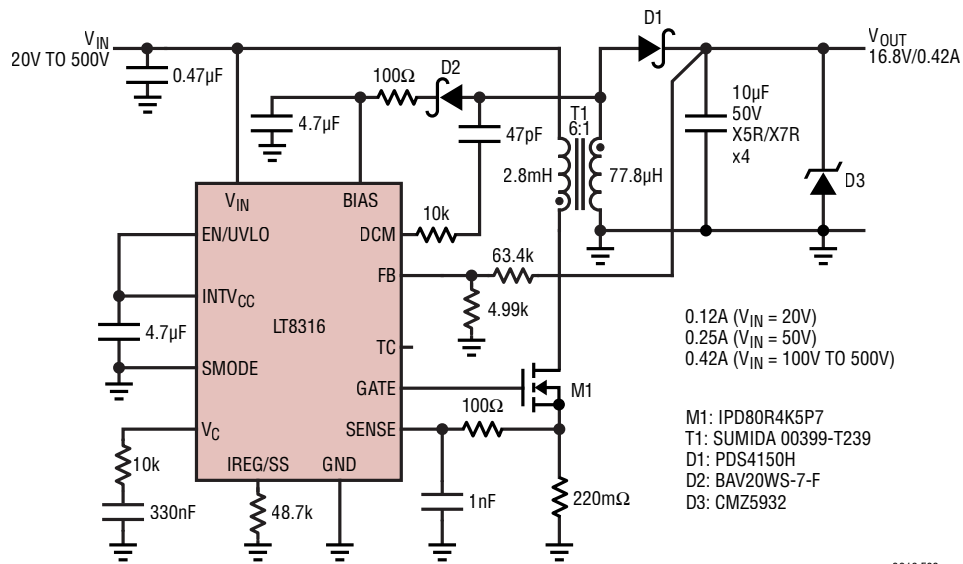 V_IN
20V TO 500V
0.47µF
4.7µF
100Ω
D2
47pF
T1
6:1
2.8mH
77.8µH
D1
V_OUT
16.8V/0.42A
10µF
50V
X5R/X7R
x4
D3
V_IN
BIAS
EN/UVLO
DCM
10k
FB
63.4k
4.99k
INTV_CC
LT8316
4.7µF
TC
SMODE
GATE
M1
V_C
SENSE
100Ω
IREG/SS
GND
10k
330nF
48.7k
1nF
220mΩ
0.12A (V_IN = 20V)
0.25A (V_IN = 50V)
0.42A (V_IN = 100V TO 500V)
M1: IPD80R4K5P7
T1: SUMIDA 00399-T239
D1: PDS4150H
D2: BAV20WS-7-F
D3: CMZ5932